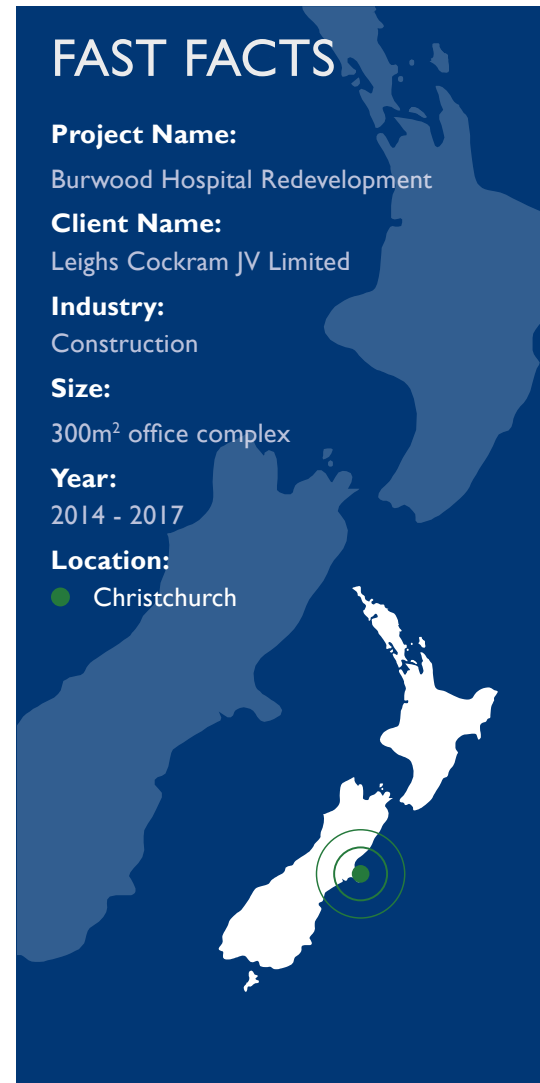 FAST FACTS
Project Name:
Burwood Hospital Redevelopment
Client Name:
Leighs Cockram JV Limited
Industry:
Construction
Size:
300m² office complex
Year:
2014 - 2017
Location:
Christchurch